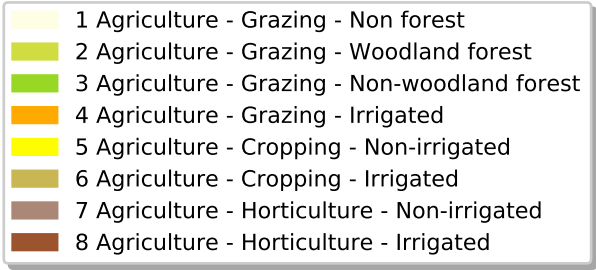 1 Agriculture - Grazing - Non forest
2 Agriculture - Grazing - Woodland forest
3 Agriculture - Grazing - Non-woodland forest
4 Agriculture - Grazing - Irrigated
5 Agriculture - Cropping - Non-irrigated
6 Agriculture - Cropping - Irrigated
7 Agriculture - Horticulture - Non-irrigated
8 Agriculture - Horticulture - Irrigated